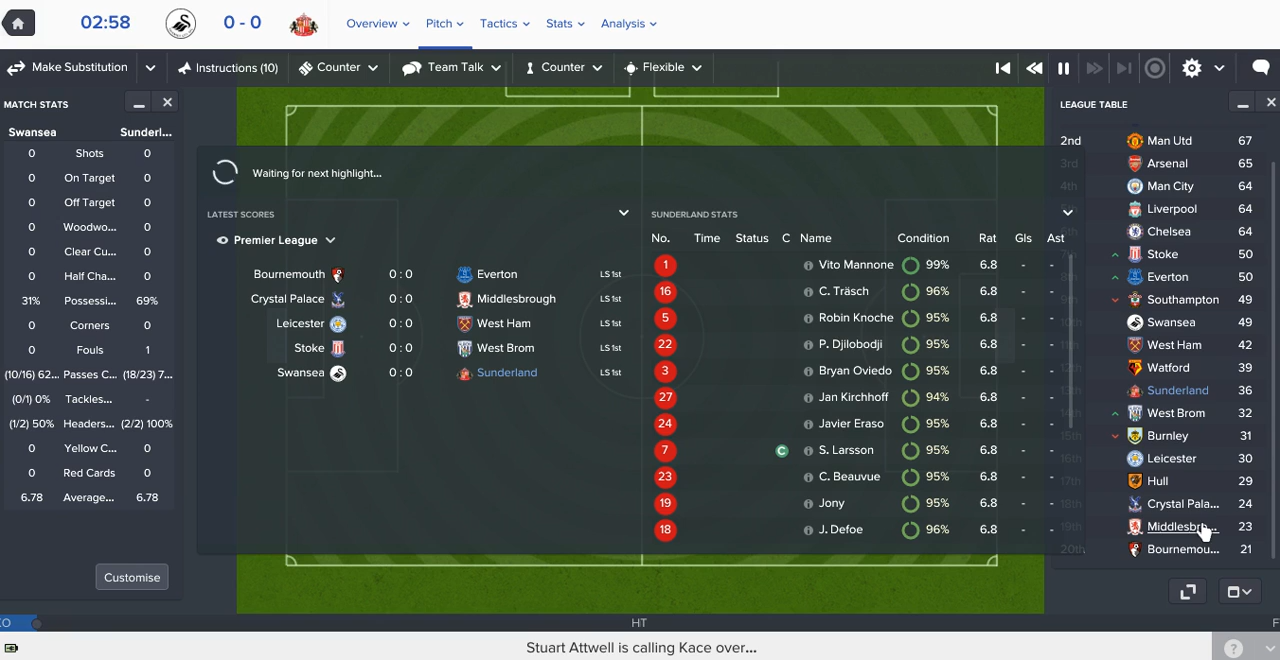 02:58 0 - 0 Overview Pitch Tactics Stats Analysis
Make Substitution Instructions (10) Counter Team Talk Counter Flexible
MATCH STATS
Swansea Sunderl...
0 Shots 0
0 On Target 0
0 Off Target 0
0 Woodwo... 0
0 Clear Cu... 0
0 Half Cha... 0
31% Possessi... 69%
0 Corners 0
0 Fouls 1
(10/16) 62... Passes C... (18/23) 7...
(0/1) 0% Tackles... -
(1/2) 50% Headers... (2/2) 100%
0 Yellow C... 0
0 Red Cards 0
6.78 Average... 6.78
Customise
Waiting for next highlight...
LATEST SCORES
Premier League
Bournemouth 0 : 0 Everton LS 1st
Crystal Palace 0 : 0 Middlesbrough LS 1st
Leicester 0 : 0 West Ham LS 1st
Stoke 0 : 0 West Brom LS 1st
Swansea 0 : 0 Sunderland LS 1st
SUNDERLAND STATS
No. Time Status C Name Condition Rat Gls Ast
1 Vito Mannone 99% 6.8 - -
16 C. Träsch 96% 6.8 - -
5 Robin Knoche 95% 6.8 - -
22 P. Djilobodji 95% 6.8 - -
3 Bryan Oviedo 95% 6.8 - -
27 Jan Kirchhoff 94% 6.8 - -
24 Javier Eraso 95% 6.8 - -
7 C S. Larsson 95% 6.8 - -
23 C. Beauvue 95% 6.8 - -
19 Jony 95% 6.8 - -
18 J. Defoe 96% 6.8 - -
LEAGUE TABLE
2nd Man Utd 67
3rd Arsenal 65
4th Man City 64
Liverpool 64
Chelsea 64
Stoke 50
Everton 50
Southampton 49
Swansea 49
West Ham 42
Watford 39
Sunderland 36
West Brom 32
Burnley 31
Leicester 30
17th Hull 29
18th Crystal Pala... 24
19th Middlesbr... 23
20th Bournemou... 21
KO HT F
Stuart Attwell is calling Kace over...